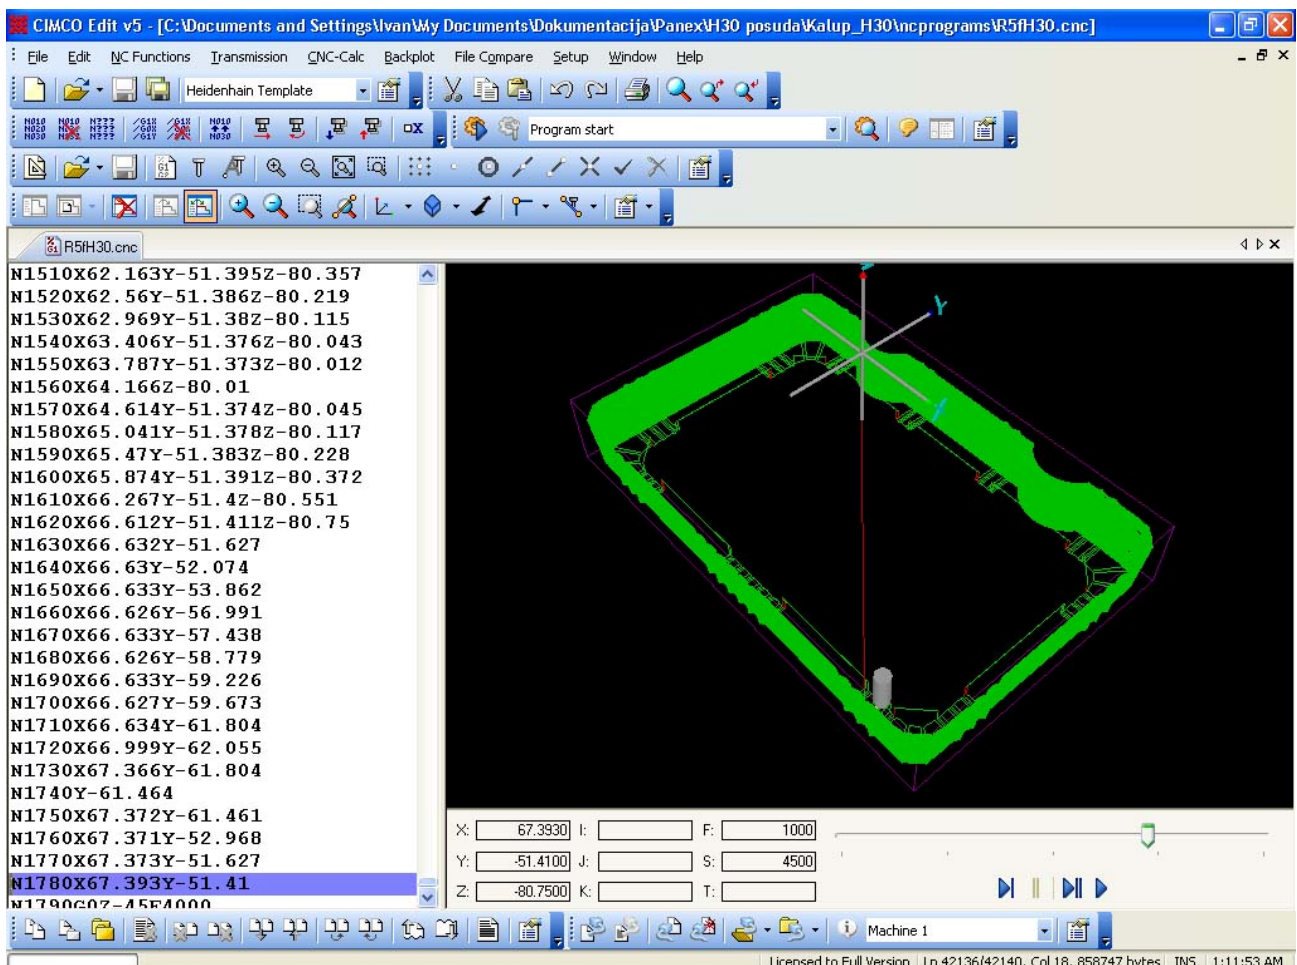 CIMCO Edit v5 - [C:\Documents and Settings\Ivan\My Documents\Dokumentacija\Panex\H30 posuda\Kalup_H30\ncprograms\R5fH30.cnc]
File Edit NC Functions Transmission CNC-Calc Backplot File Compare Setup Window Help
Heidenhain Template
Program start
R5fH30.cnc
N1510X62.163Y-51.395Z-80.357
N1520X62.56Y-51.386Z-80.219
N1530X62.969Y-51.38Z-80.115
N1540X63.406Y-51.376Z-80.043
N1550X63.787Y-51.373Z-80.012
N1560X64.166Z-80.01
N1570X64.614Y-51.374Z-80.045
N1580X65.041Y-51.378Z-80.117
N1590X65.47Y-51.383Z-80.228
N1600X65.874Y-51.391Z-80.372
N1610X66.267Y-51.4Z-80.551
N1620X66.612Y-51.411Z-80.75
N1630X66.632Y-51.627
N1640X66.63Y-52.074
N1650X66.633Y-53.862
N1660X66.626Y-56.991
N1670X66.633Y-57.438
N1680X66.626Y-58.779
N1690X66.633Y-59.226
N1700X66.627Y-59.673
N1710X66.634Y-61.804
N1720X66.999Y-62.055
N1730X67.366Y-61.804
N1740Y-61.464
N1750X67.372Y-61.461
N1760X67.371Y-52.968
N1770X67.373Y-51.627
N1780X67.393Y-51.41
N1790G0Z-45F4000
Y
X
X: 67.3930 I: F: 1000
Y: -51.4100 J: S: 4500
Z: -80.7500 K: T:
Machine 1
Licensed to Full Version Ln 42136/42140, Col 18, 858747 bytes INS 1:11:53 AM